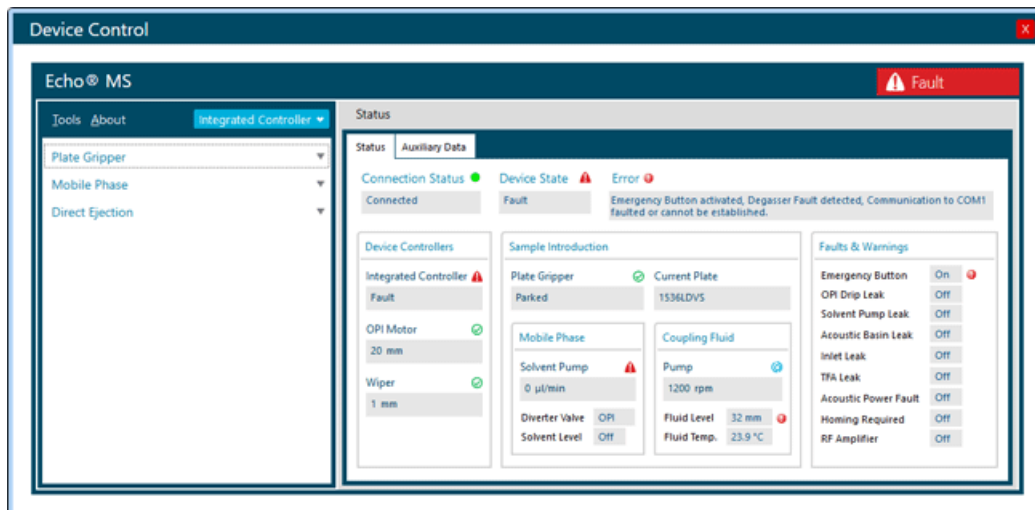 Device Control
X
Echo® MS
Fault
Tools About
Integrated Controller
Plate Gripper
Mobile Phase
Direct Ejection
Status
Status
Auxiliary Data
Connection Status
Connected
Device State
Fault
Error
Emergency Button activated, Degasser Fault detected, Communication to COM1
faulted or cannot be established.
Device Controllers
Integrated Controller
Fault
OPI Motor
20 mm
Wiper
1 mm
Sample Introduction
Plate Gripper
Parked
Current Plate
1536LDVS
Mobile Phase
Solvent Pump
0 µl/min
Diverter Valve OPI
Solvent Level Off
Coupling Fluid
Pump
1200 rpm
Fluid Level 32 mm
Fluid Temp. 23.9 °C
Faults & Warnings
Emergency Button On
OPI Drip Leak Off
Solvent Pump Leak Off
Acoustic Basin Leak Off
Inlet Leak Off
TFA Leak Off
Acoustic Power Fault Off
Homing Required Off
RF Amplifier Off